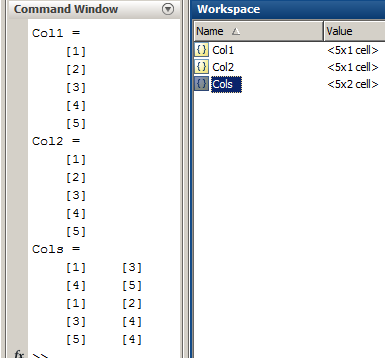 Command Window
Col1 =
[1]
[2]
[3]
[4]
[5]
Col2 =
[1]
[2]
[3]
[4]
[5]
Cols =
[1] [3]
[4] [5]
[1] [2]
[3] [4]
[5] [4]
fx >>
Workspace
Name Value
{} Col1 <5x1 cell>
{} Col2 <5x1 cell>
{} Cols <5x2 cell>